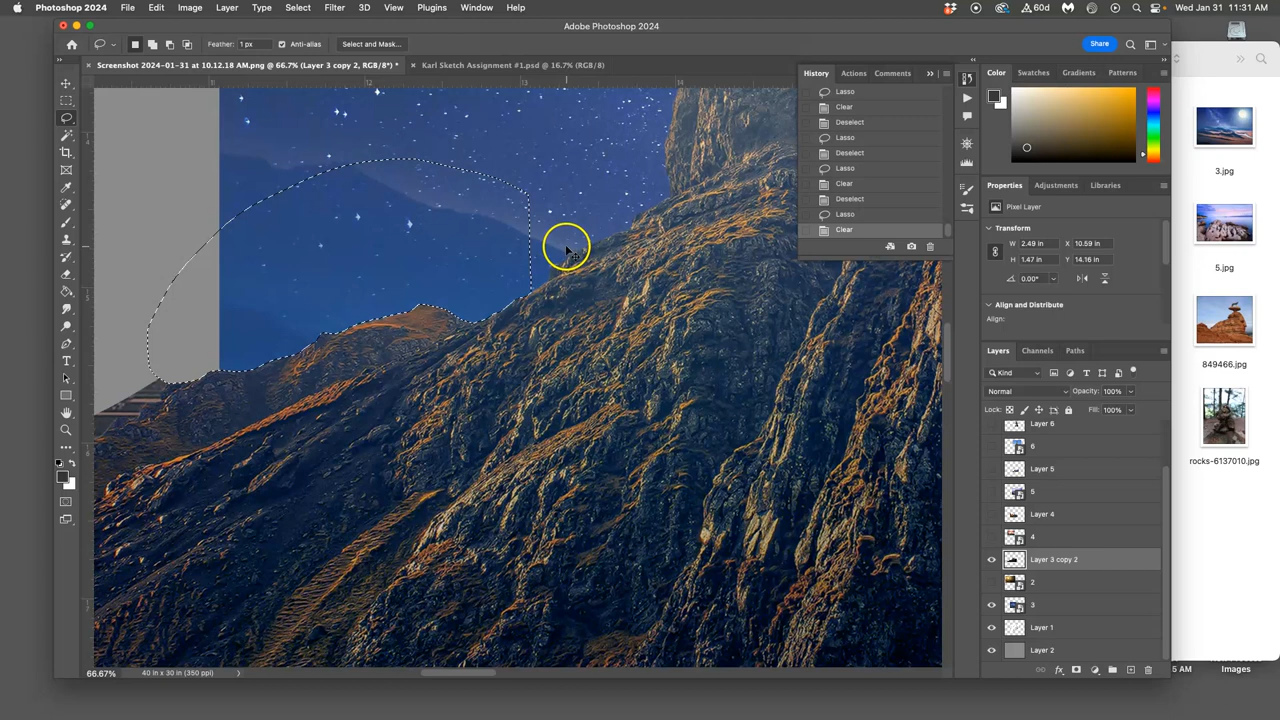 Photoshop 2024 File Edit Image Layer Type Select Filter 3D View Plugins Window Help 60d Wed Jan 31 11:31 AM
Adobe Photoshop 2024
Feather: 1 px Anti-alias Select and Mask... Share
Screenshot 2024-01-31 at 10.12.18 AM.png @ 66.7% (Layer 3 copy 2, RGB/8*) * Karl Sketch Assignment #1.psd @ 16.7% (RGB/8)
History Actions Comments
Lasso
Clear
Deselect
Lasso
Deselect
Lasso
Clear
Deselect
Lasso
Clear
Color Swatches Gradients Patterns
Properties Adjustments Libraries
Pixel Layer
Transform
W: 2.49 in X: 10.59 in
H: 1.47 in Y: 14.16 in
0.00°
Align and Distribute
Align:
Layers Channels Paths
Kind
Normal Opacity: 100%
Lock: Fill: 100%
Layer 6
6
Layer 5
5
Layer 4
4
Layer 3 copy 2
2
3
Layer 1
Layer 2
66.67% 40 in x 30 in (350 ppi)
11 12 13 14
3.jpg
5.jpg
849466.jpg
rocks-6137010.jpg
5 AM
Images